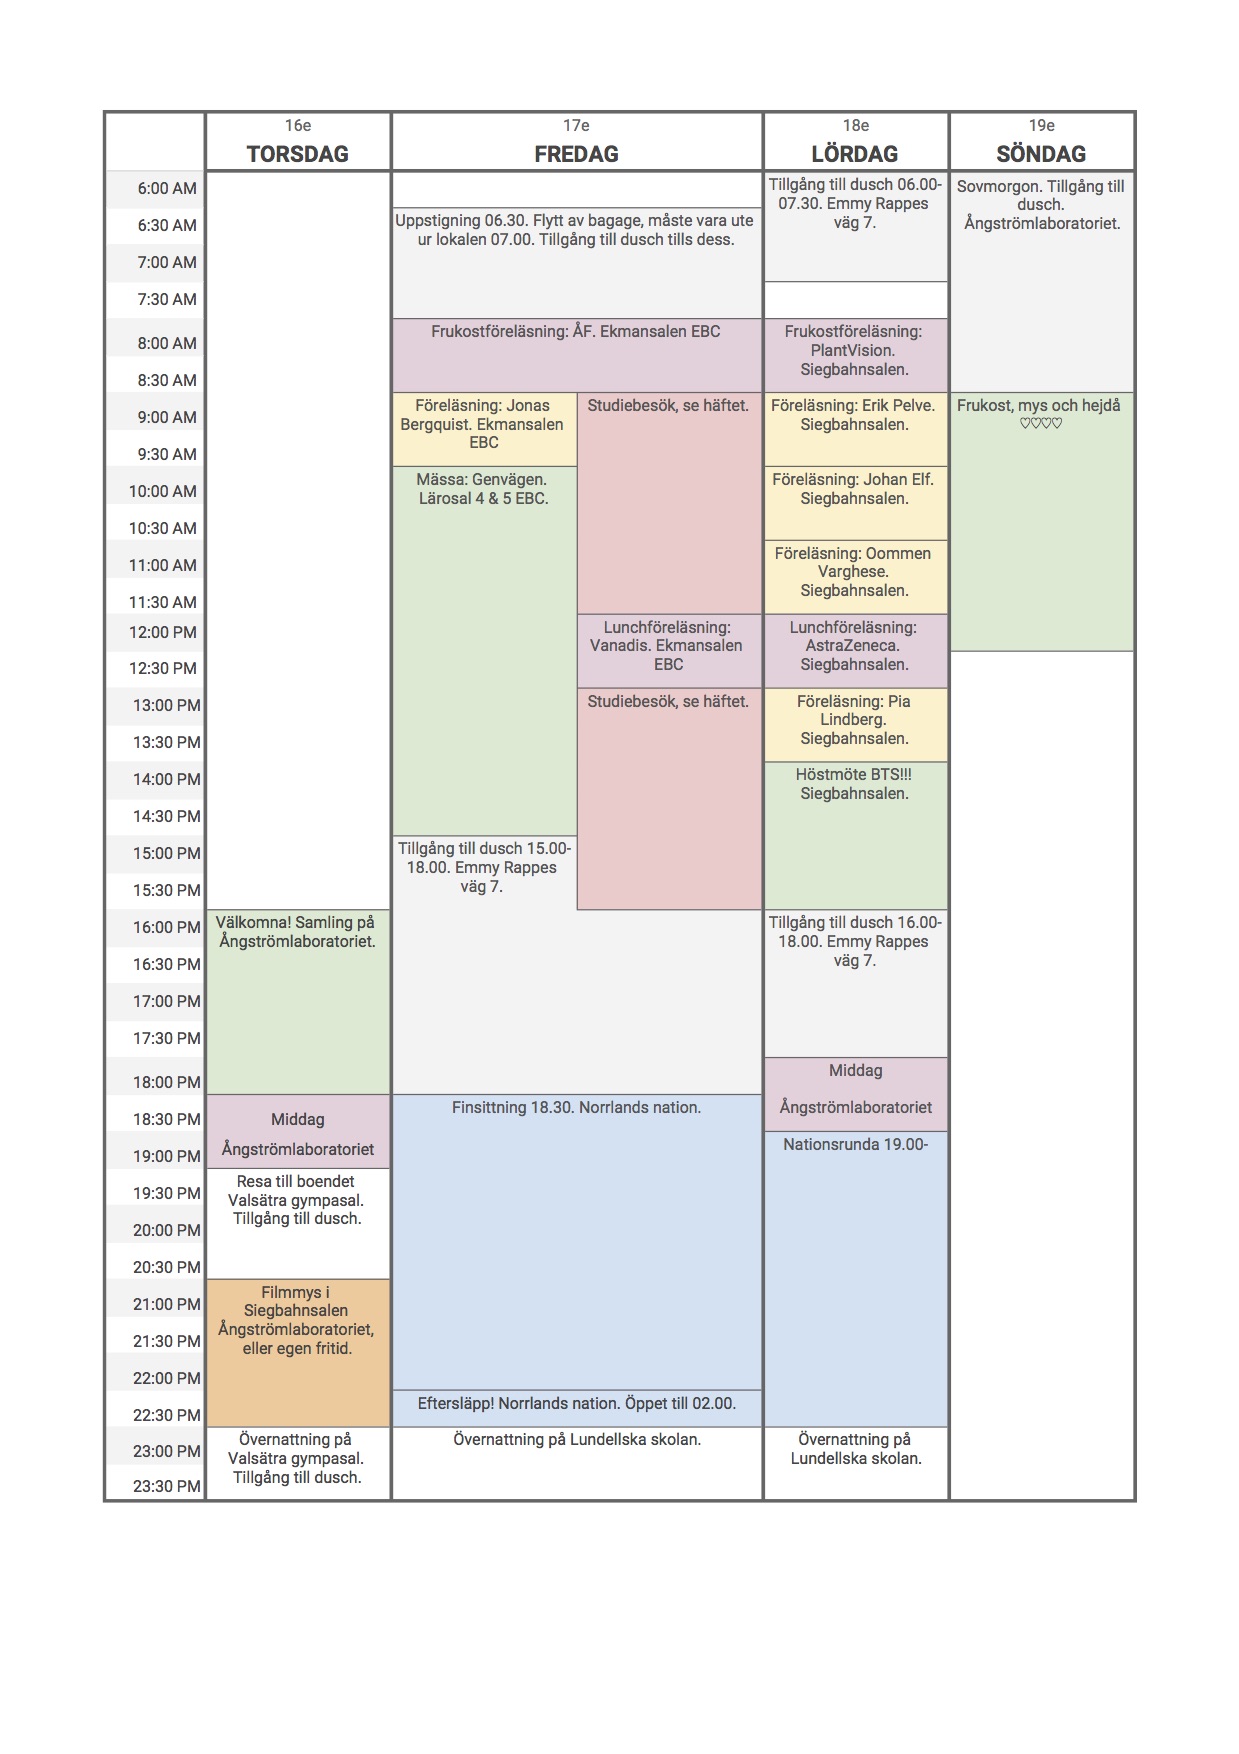 16e
TORSDAG
17e
FREDAG
18e
LÖRDAG
19e
SÖNDAG
6:00 AM
6:30 AM
7:00 AM
7:30 AM
8:00 AM
8:30 AM
9:00 AM
9:30 AM
10:00 AM
10:30 AM
11:00 AM
11:30 AM
12:00 PM
12:30 PM
13:00 PM
13:30 PM
14:00 PM
14:30 PM
15:00 PM
15:30 PM
16:00 PM
16:30 PM
17:00 PM
17:30 PM
18:00 PM
18:30 PM
19:00 PM
19:30 PM
20:00 PM
20:30 PM
21:00 PM
21:30 PM
22:00 PM
22:30 PM
23:00 PM
23:30 PM
Välkomna! Samling på
Ångströmlaboratoriet.
Middag
Ångströmlaboratoriet
Resa till boendet
Valsätra gympasal.
Tillgång till dusch.
Filmmys i
Siegbahnsalen
Ångströmlaboratoriet,
eller egen fritid.
Övernattning på
Valsätra gympasal.
Tillgång till dusch.
Uppstigning 06.30. Flytt av bagage, måste vara ute
ur lokalen 07.00. Tillgång till dusch tills dess.
Frukostföreläsning: ÅF. Ekmansalen EBC
Föreläsning: Jonas
Bergquist. Ekmansalen
EBC
Mässa: Genvägen.
Lärosal 4 & 5 EBC.
Tillgång till dusch 15.00-
18.00. Emmy Rappes
väg 7.
Studiebesök, se häftet.
Lunchföreläsning:
Vanadis. Ekmansalen
EBC
Studiebesök, se häftet.
Finsittning 18.30. Norrlands nation.
Eftersläpp! Norrlands nation. Öppet till 02.00.
Övernattning på Lundellska skolan.
Tillgång till dusch 06.00-
07.30. Emmy Rappes
väg 7.
Frukostföreläsning:
PlantVision.
Siegbahnsalen.
Föreläsning: Erik Pelve.
Siegbahnsalen.
Föreläsning: Johan Elf.
Siegbahnsalen.
Föreläsning: Oommen
Varghese.
Siegbahnsalen.
Lunchföreläsning:
AstraZeneca.
Siegbahnsalen.
Föreläsning: Pia
Lindberg.
Siegbahnsalen.
Höstmöte BTS!!!
Siegbahnsalen.
Tillgång till dusch 16.00-
18.00. Emmy Rappes
väg 7.
Middag
Ångströmlaboratoriet
Nationsrunda 19.00-
Övernattning på
Lundellska skolan.
Sovmorgon. Tillgång till
dusch.
Ångströmlaboratoriet.
Frukost, mys och hejdå
♡♡♡♡